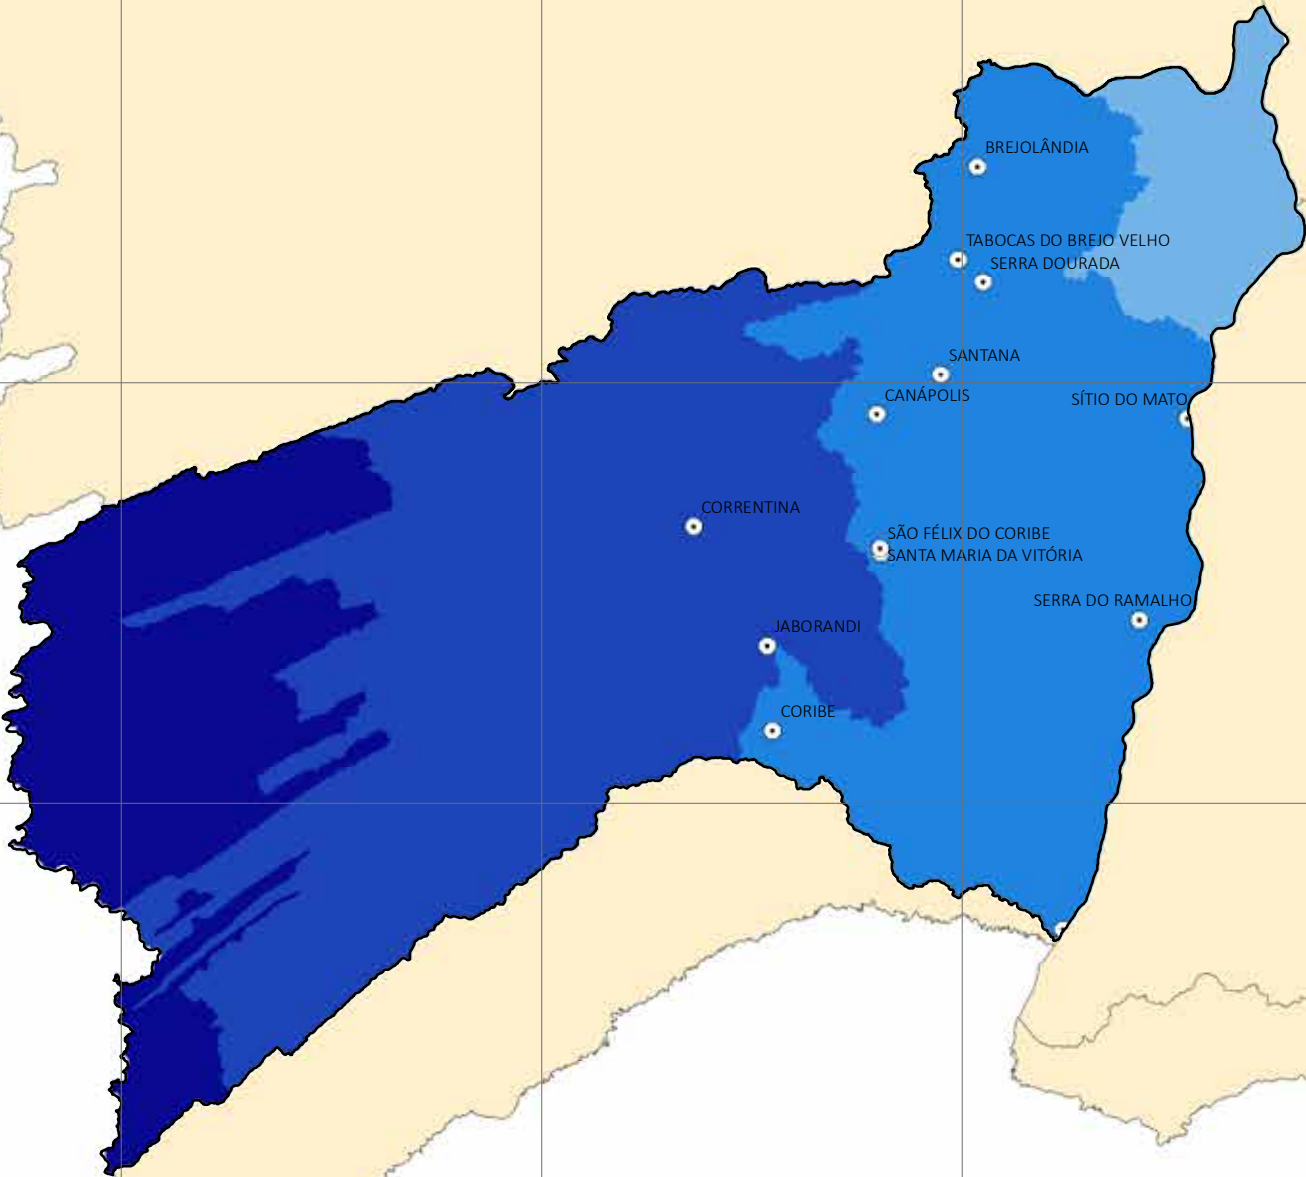 BREJOLÂNDIA
TABOCAS DO BREJO VELHO
SERRA DOURADA
SANTANA
CANÁPOLIS
SÍTIO DO MATO
CORRENTINA
SÃO FÉLIX DO CORIBE
SANTA MARIA DA VITÓRIA
SERRA DO RAMALHO
JABORANDI
CORIBE